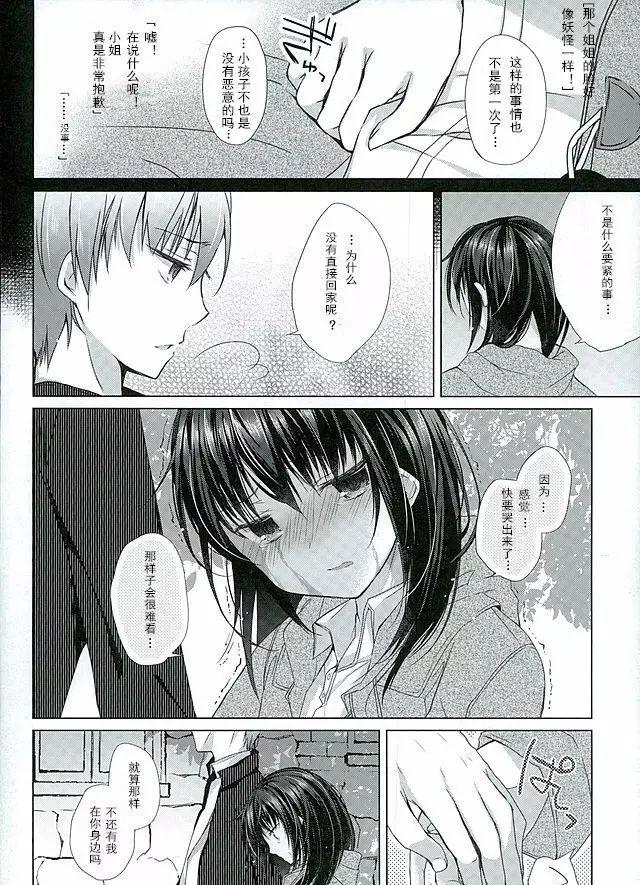 [那个姐姐的脸好
像妖怪一样！]
这样的事情也
不是第一次了…
…小孩子不也是
没有恶意的吗…
「嘘！
在说什么呢！
小姐
真是非常抱歉」
「……没事…」
不是什么要紧的事…
…为什么
没有直接回家呢？
因为…
感觉…
快要哭出来了…
那样子会很难看…
ぽん
就算那样
不还有我
在你身边吗